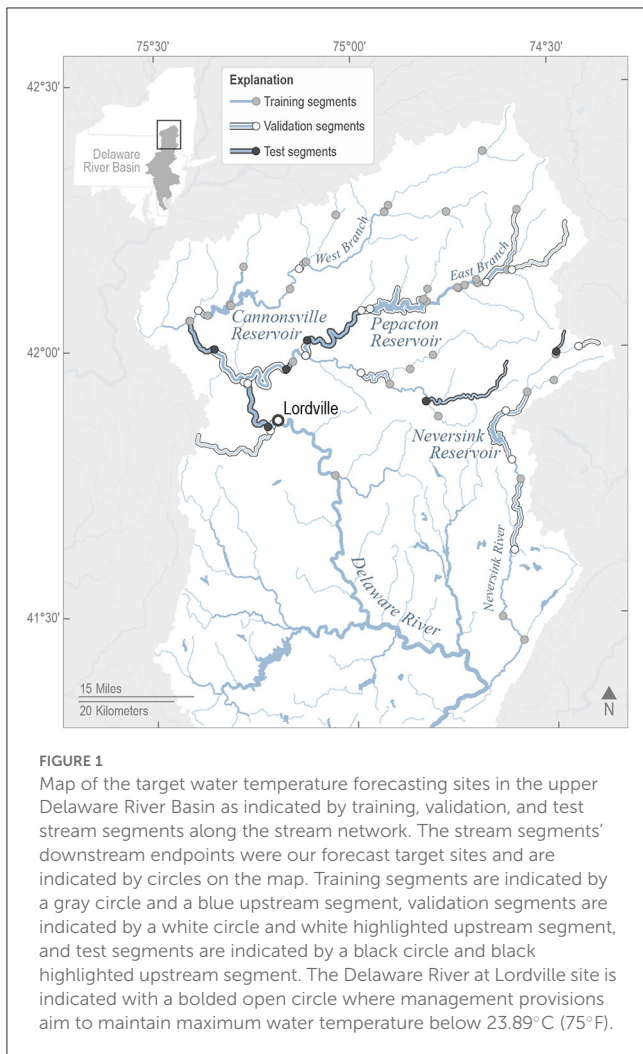 75°30'
75°00'
74°30'
42°30'
Explanation
Training segments
Validation segments
Test segments
Delaware
River Basin
West Branch
East Branch
Cannonsville
Reservoir
Pepacton
Reservoir
42°00'
Lordville
Neversink
Reservoir
Neversink River
Delaware River
41°30'
15 Miles
20 Kilometers
N
FIGURE 1
Map of the target water temperature forecasting sites in the upper
Delaware River Basin as indicated by training, validation, and test
stream segments along the stream network. The stream segments’
downstream endpoints were our forecast target sites and are
indicated by circles on the map. Training segments are indicated by
a gray circle and a blue upstream segment, validation segments are
indicated by a white circle and white highlighted upstream segment,
and test segments are indicated by a black circle and black
highlighted upstream segment. The Delaware River at Lordville site is
indicated with a bolded open circle where management provisions
aim to maintain maximum water temperature below 23.89°C (75°F).